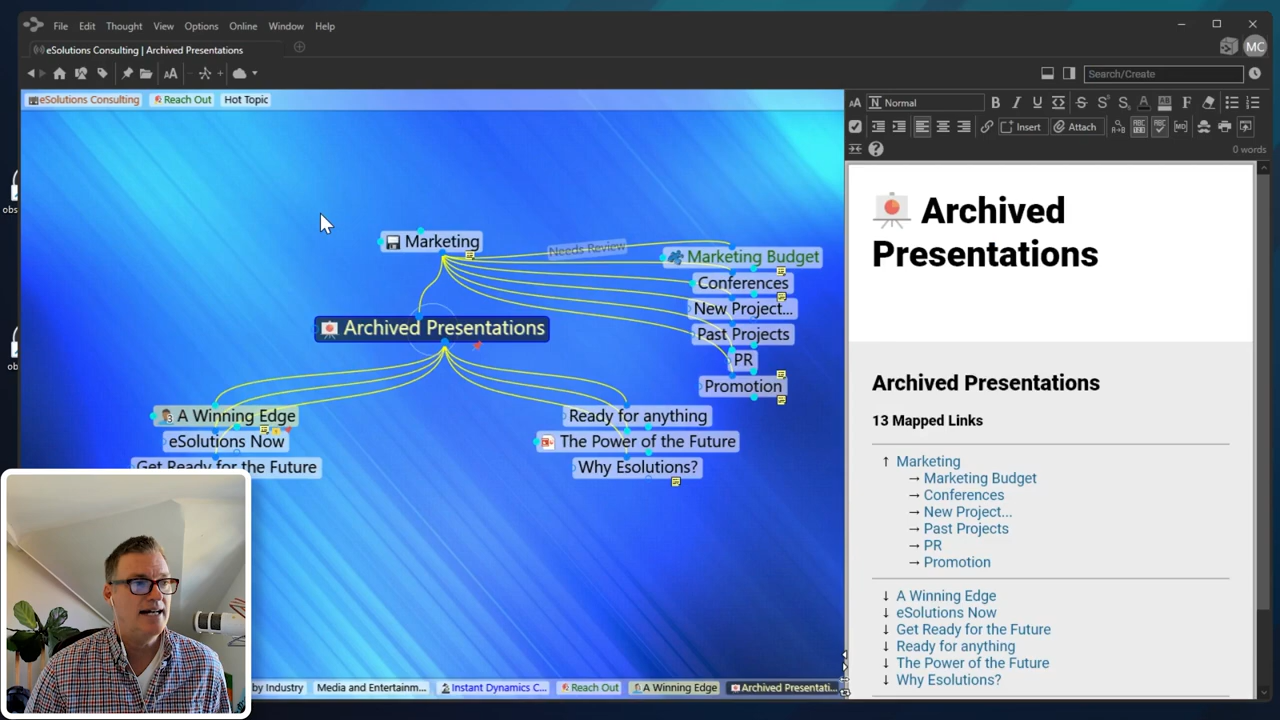 File Edit Thought View Options Online Window Help
eSolutions Consulting | Archived Presentations
MC
AA
Search/Create
eSolutions Consulting Reach Out Hot Topic
Normal
Insert
Attach
0 words
Marketing
Needs Review
Marketing Budget
Conferences
New Project...
Past Projects
PR
Promotion
Archived Presentations
A Winning Edge
eSolutions Now
Get Ready for the Future
Ready for anything
The Power of the Future
Why Esolutions?
Archived
Presentations
Archived Presentations
13 Mapped Links
↑ Marketing
→ Marketing Budget
→ Conferences
→ New Project...
→ Past Projects
→ PR
→ Promotion
↓ A Winning Edge
↓ eSolutions Now
↓ Get Ready for the Future
↓ Ready for anything
↓ The Power of the Future
↓ Why Esolutions?
by Industry Media and Entertainm... Instant Dynamics C... Reach Out A Winning Edge Archived Presentati...
obs
do